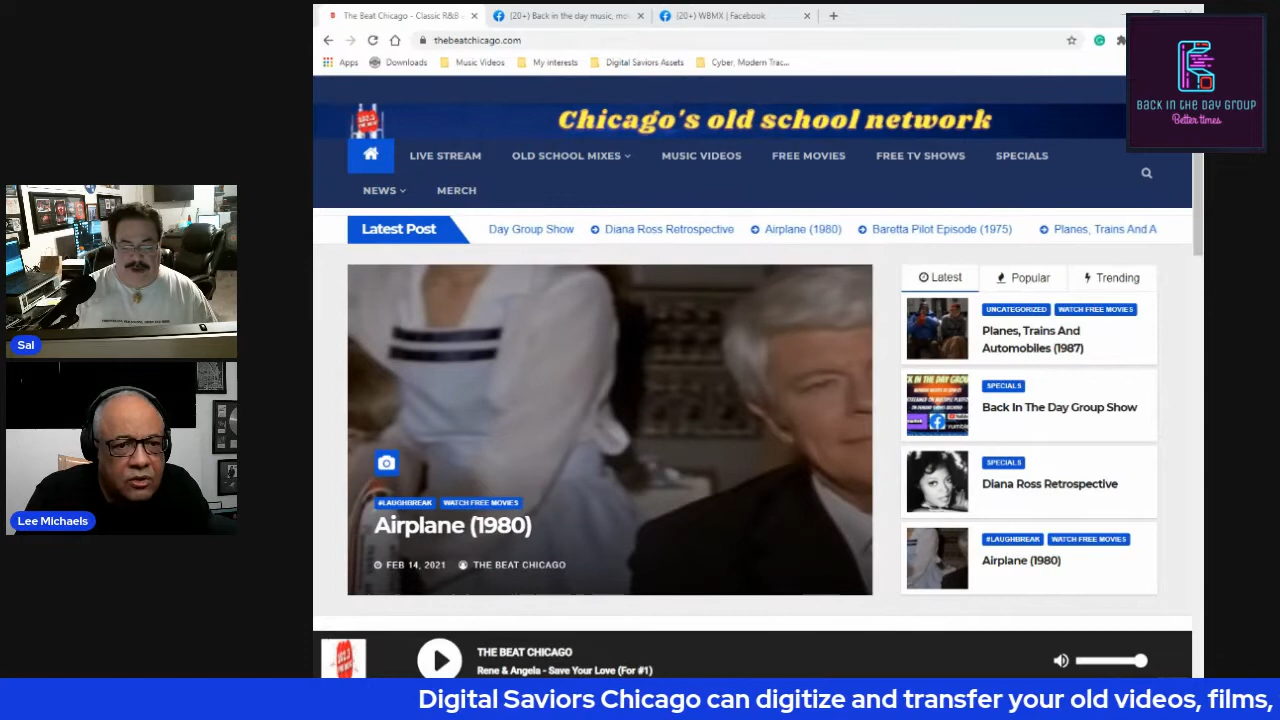 The Beat Chicago - Classic R&B
(20+) Back in the day music, mo
(20+) WBMX | Facebook
thebeatchicago.com
Apps
Downloads
Music Videos
My interests
Digital Saviors Assets
Cyber, Modern Trac...
BACK IN THE DAY GROUP
Better times
Chicago's old school network
LIVE STREAM
OLD SCHOOL MIXES
MUSIC VIDEOS
FREE MOVIES
FREE TV SHOWS
SPECIALS
NEWS
MERCH
Latest Post
Day Group Show
Diana Ross Retrospective
Airplane (1980)
Baretta Pilot Episode (1975)
Planes, Trains And A
Sal
Lee Michaels
#LAUGHBREAK
WATCH FREE MOVIES
Airplane (1980)
FEB 14, 2021
THE BEAT CHICAGO
Latest
Popular
Trending
UNCATEGORIZED
WATCH FREE MOVIES
Planes, Trains And
Automobiles (1987)
SPECIALS
Back In The Day Group Show
SPECIALS
Diana Ross Retrospective
#LAUGHBREAK
WATCH FREE MOVIES
Airplane (1980)
THE BEAT CHICAGO
Rene & Angela - Save Your Love (For #1)
Digital Saviors Chicago can digitize and transfer your old videos, films,